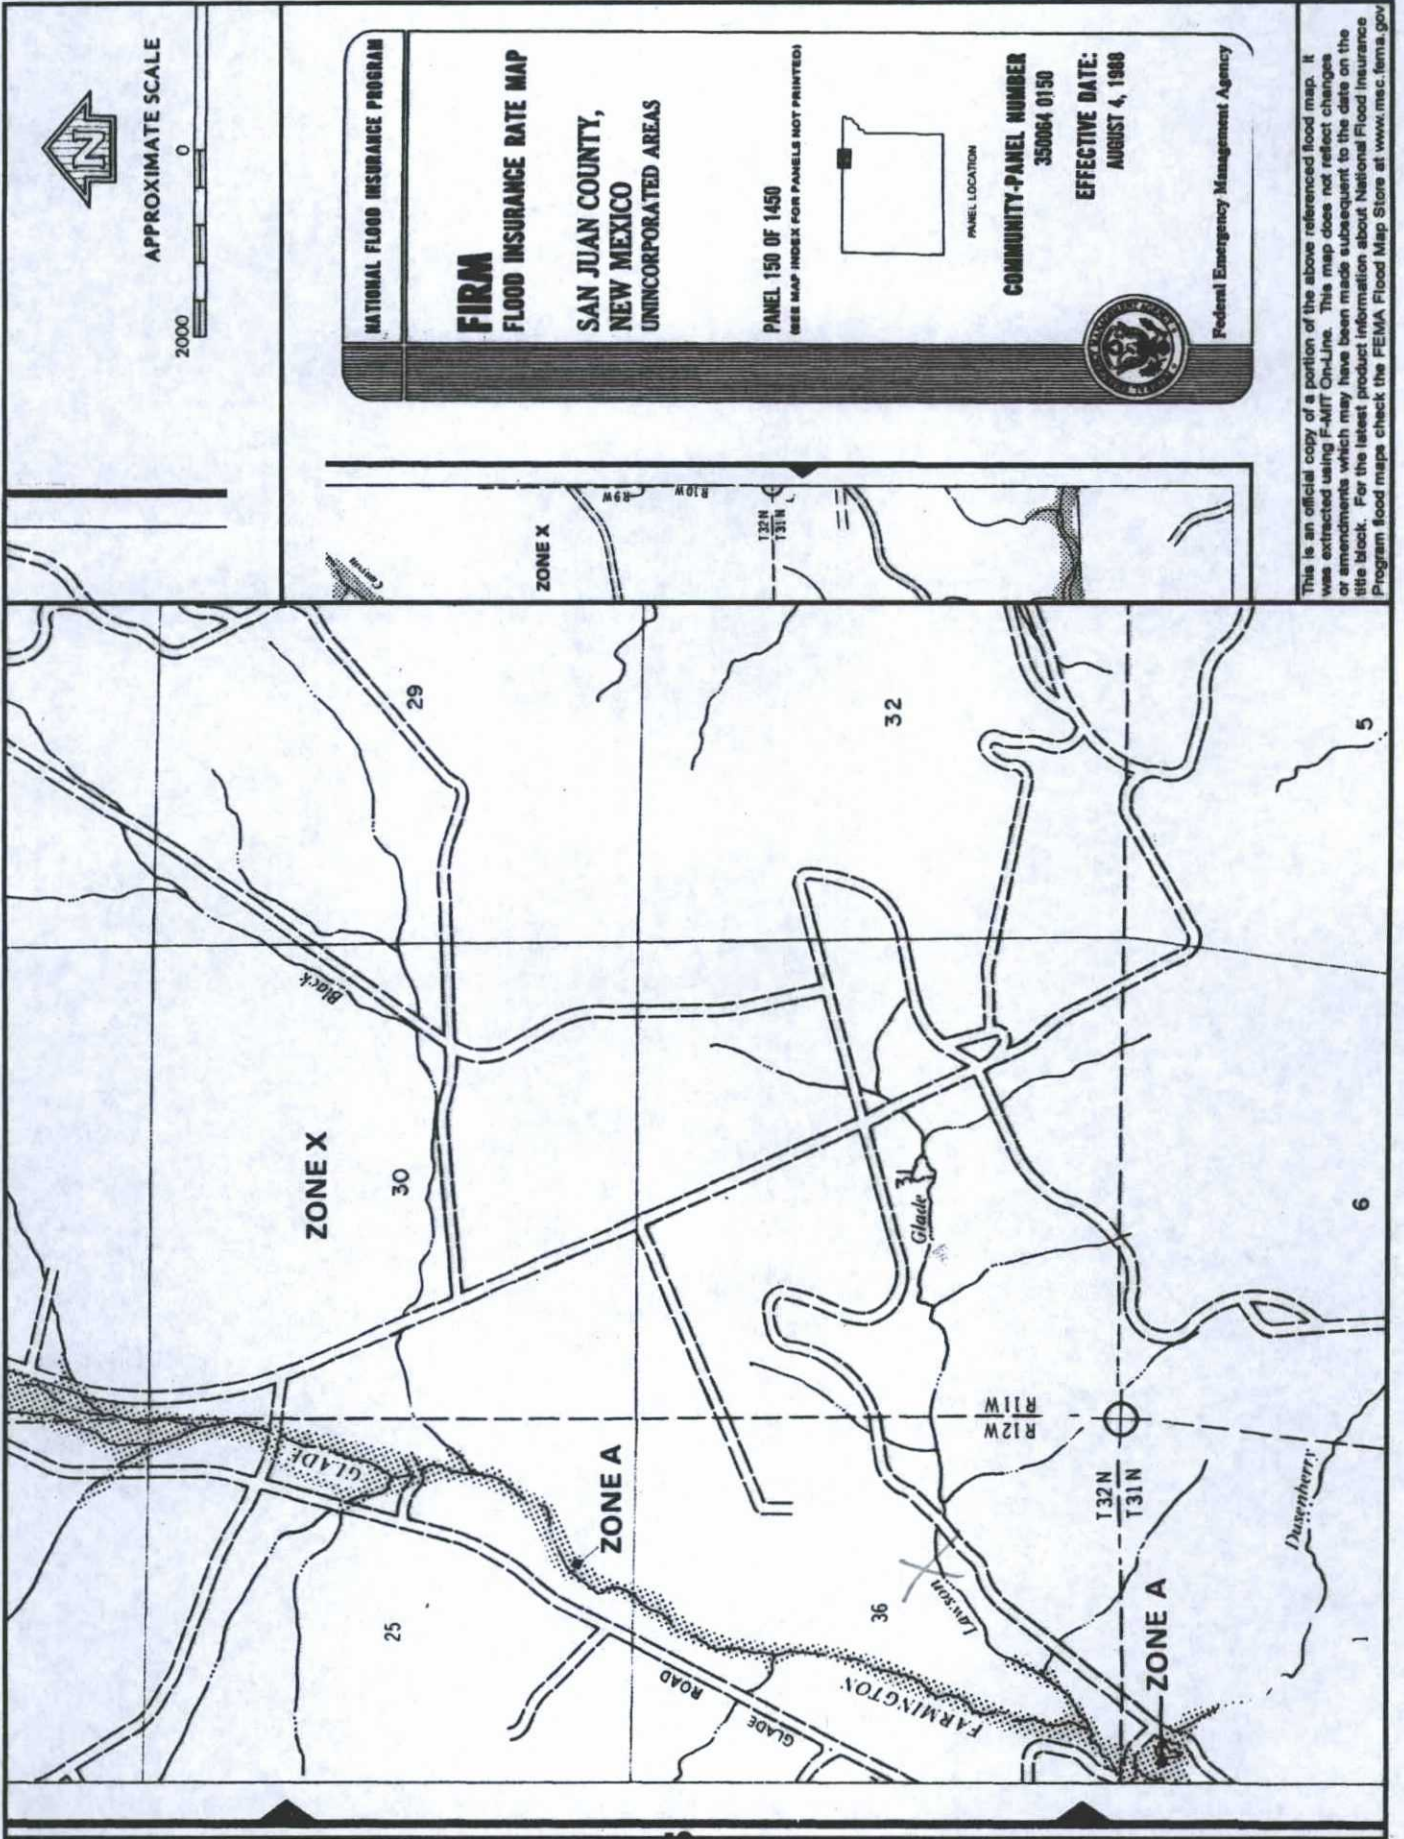 APPROXIMATE SCALE
2000
0
N
NATIONAL FLOOD INSURANCE PROGRAM
FIRM
FLOOD INSURANCE RATE MAP
SAN JUAN COUNTY,
NEW MEXICO
UNINCORPORATED AREAS
PANEL 150 OF 1450
(SEE MAP INDEX FOR PANELS NOT PRINTED)
PANEL LOCATION
COMMUNITY-PANEL NUMBER
350064 0150
EFFECTIVE DATE:
AUGUST 4, 1988
Federal Emergency Management Agency
This is an official copy of a portion of the above referenced flood map. It
was extracted using F-MIT On-Line. This map does not reflect changes
or amendments which may have been made subsequent to the date on the
title block. For the latest product information about National Flood Insurance
Program flood maps check the FEMA Flood Map Store at www.msc.fema.gov
ZONE X
R9W
R10W
T32N
T31N
29
32
5
Black
ZONE X
30
Glade
31
6
GLADE
ZONE A
R11W
R12W
T32N
T31N
Dusenberry
25
36
Lawson
ZONE A
GLADE ROAD
FARMINGTON
1